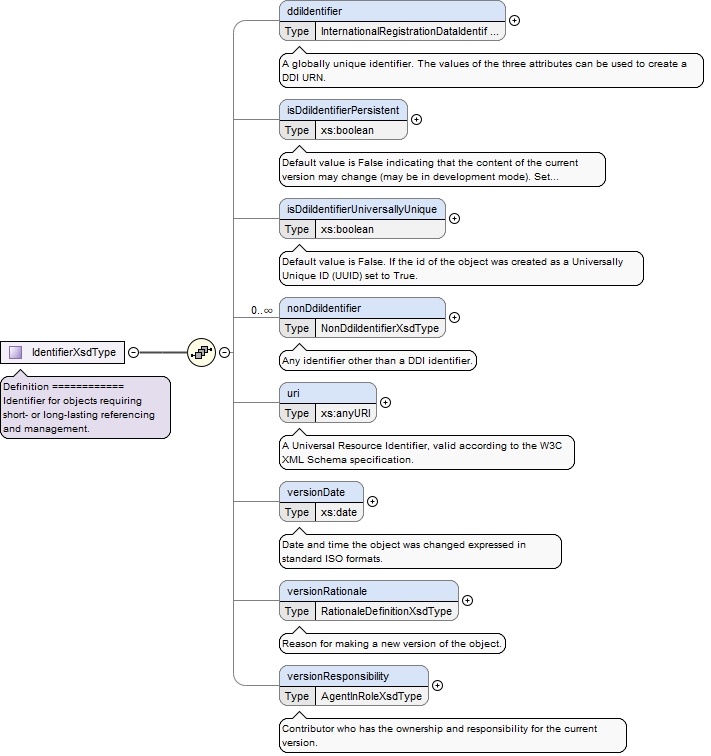 ddiIdentifier
Type InternationalRegistrationDataIdentif ...
A globally unique identifier. The values of the three attributes can be used to create a
DDI URN.
isDdiIdentifierPersistent
Type xs:boolean
Default value is False indicating that the content of the current
version may change (may be in development mode). Set...
isDdiIdentifierUniversallyUnique
Type xs:boolean
Default value is False. If the id of the object was created as a Universally
Unique ID (UUID) set to True.
0..∞
nonDdiIdentifier
Type NonDdiIdentifierXsdType
Any identifier other than a DDI identifier.
IdentifierXsdType
Definition ============
Identifier for objects requiring
short- or long-lasting referencing
and management.
uri
Type xs:anyURI
A Universal Resource Identifier, valid according to the W3C
XML Schema specification.
versionDate
Type xs:date
Date and time the object was changed expressed in
standard ISO formats.
versionRationale
Type RationaleDefinitionXsdType
Reason for making a new version of the object.
versionResponsibility
Type AgentInRoleXsdType
Contributor who has the ownership and responsibility for the current
version.